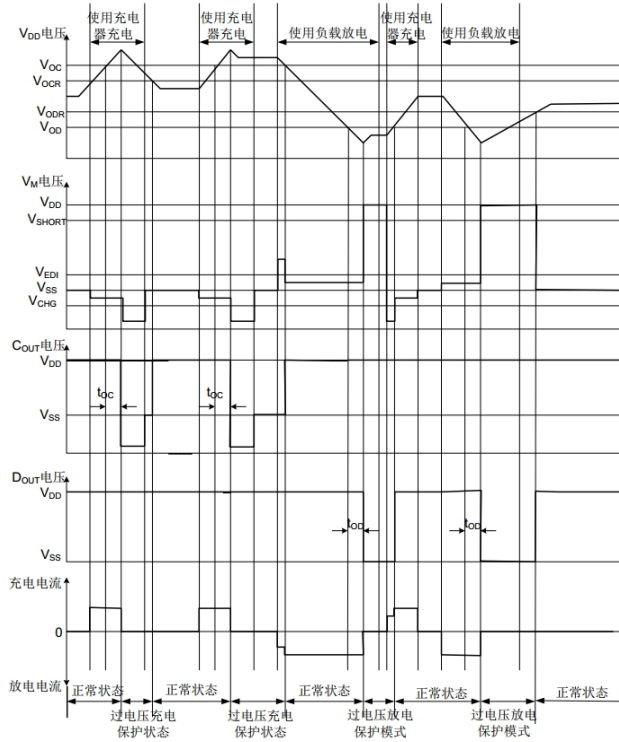 使用充电
器充电
使用充电
器充电
使用负载放电
使用充电
器充电
使用负载放电
VDD电压
VOC
VOCR
VODR
VOD
VM电压
VDD
VSHORT
VEDI
VSS
VCHG
COUT电压
VDD
tOC
tOC
VSS
DOUT电压
VDD
tOD
tOD
VSS
充电电流
0
放电电流
正常状态
正常状态
正常状态
正常状态
正常状态
过电压充电
保护状态
过电压充电
保护状态
过电压放电
保护模式
过电压放电
保护模式